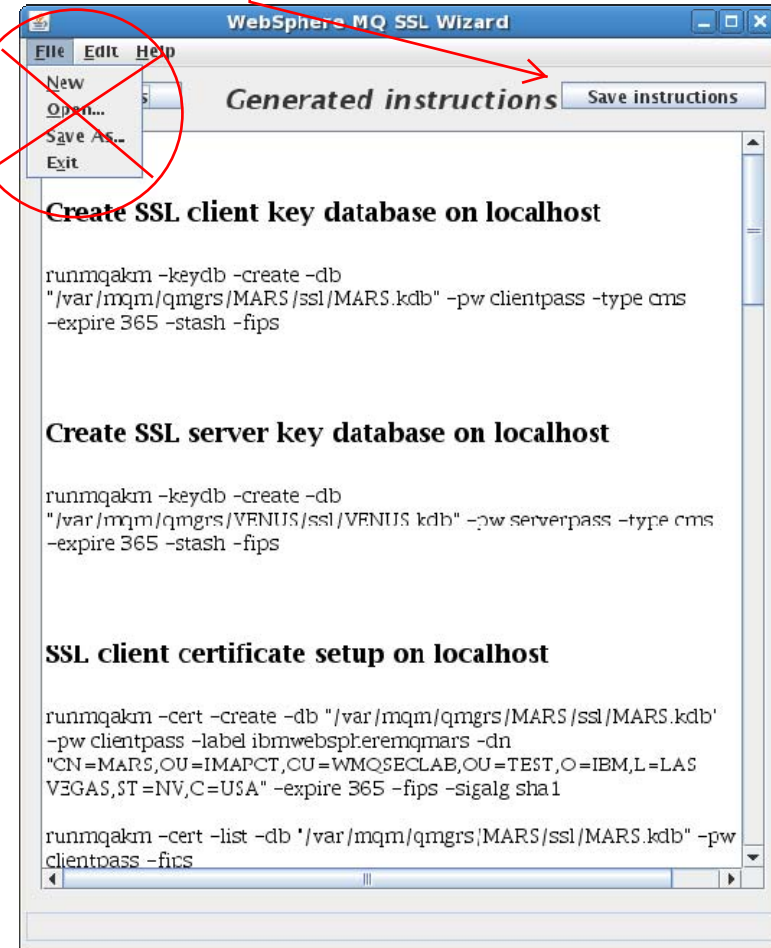 WebSphere MQ SSL Wizard
File Edit Help
New
Open...
Save As...
Exit
Generated instructions
Save instructions
Create SSL client key database on localhost
runmqakm -keydb -create -db
"/var/mqm/qmgrs/MARS/ssl/MARS.kdb" -pw clientpass -type cms
-expire 365 -stash -fips
Create SSL server key database on localhost
runmqakm -keydb -create -db
"/var/mqm/qmgrs/VENUS/ssl/VENUS.kdb" -pw serverpass -type cms
-expire 365 -stash -fips
SSL client certificate setup on localhost
runmqakm -cert -create -db "/var/mqm/qmgrs/MARS/ssl/MARS.kdb"
-pw clientpass -label ibmwebspheremqmars -dn
"CN=MARS,OU=IMAPCT,OU=WMQSECLAB,OU=TEST,O=IBM,L=LAS
VEGAS,ST=NV,C=USA" -expire 365 -fips -sigalg sha1
runmqakm -cert -list -db "/var/mqm/qmgrs/MARS/ssl/MARS.kdb" -pw
clientpass -fips